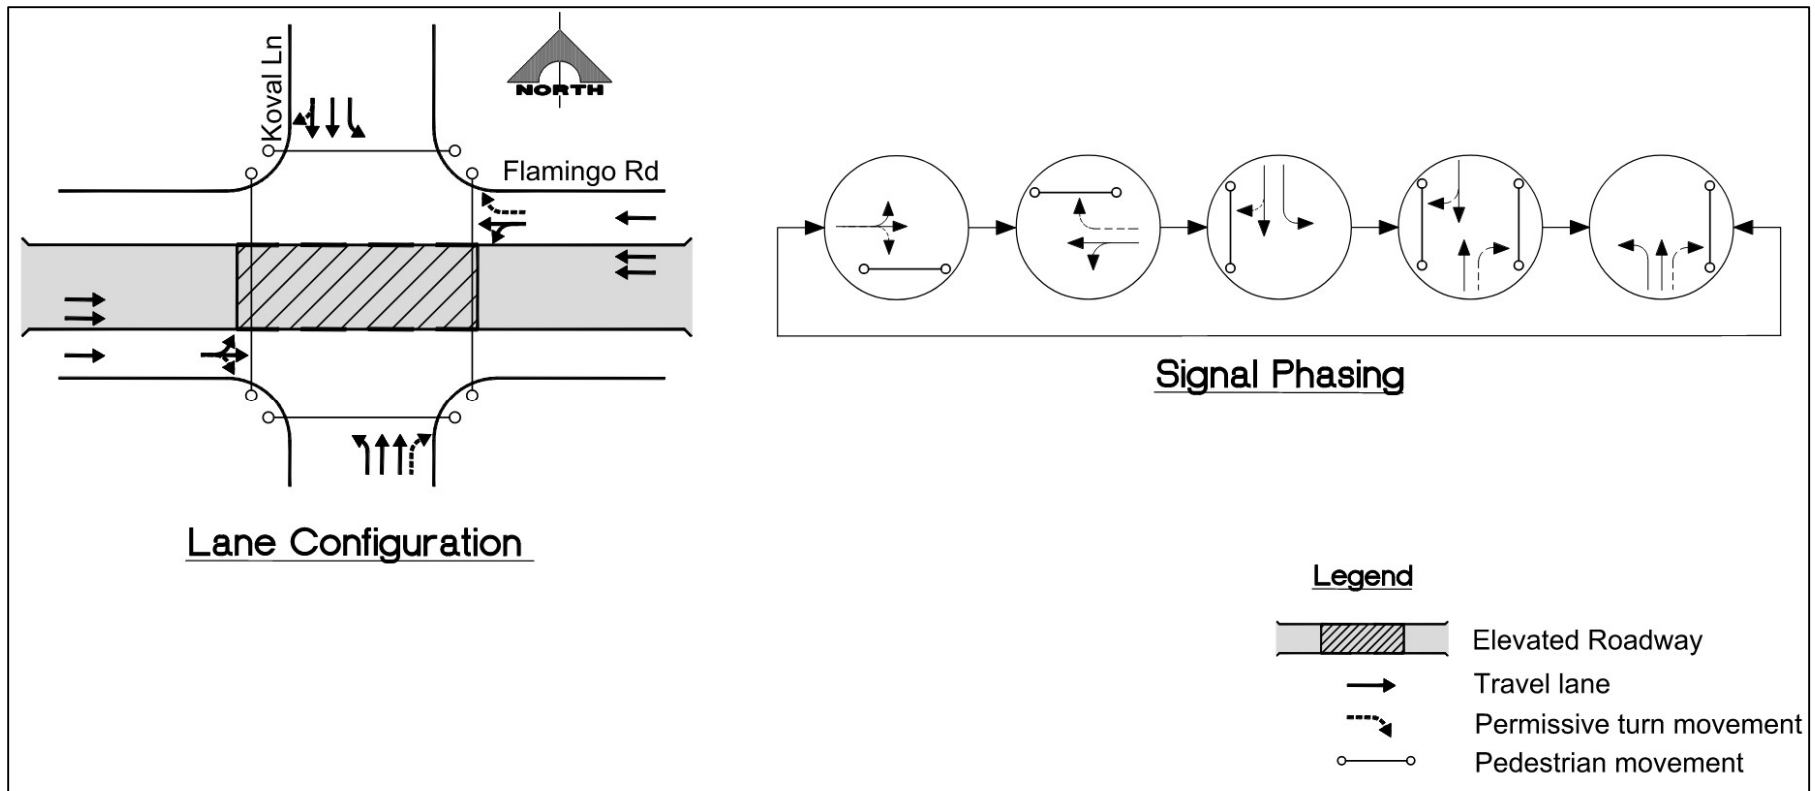 Koval Ln
NORTH
Flamingo Rd
Lane Configuration
Signal Phasing
Legend
Elevated Roadway
Travel lane
Permissive turn movement
Pedestrian movement